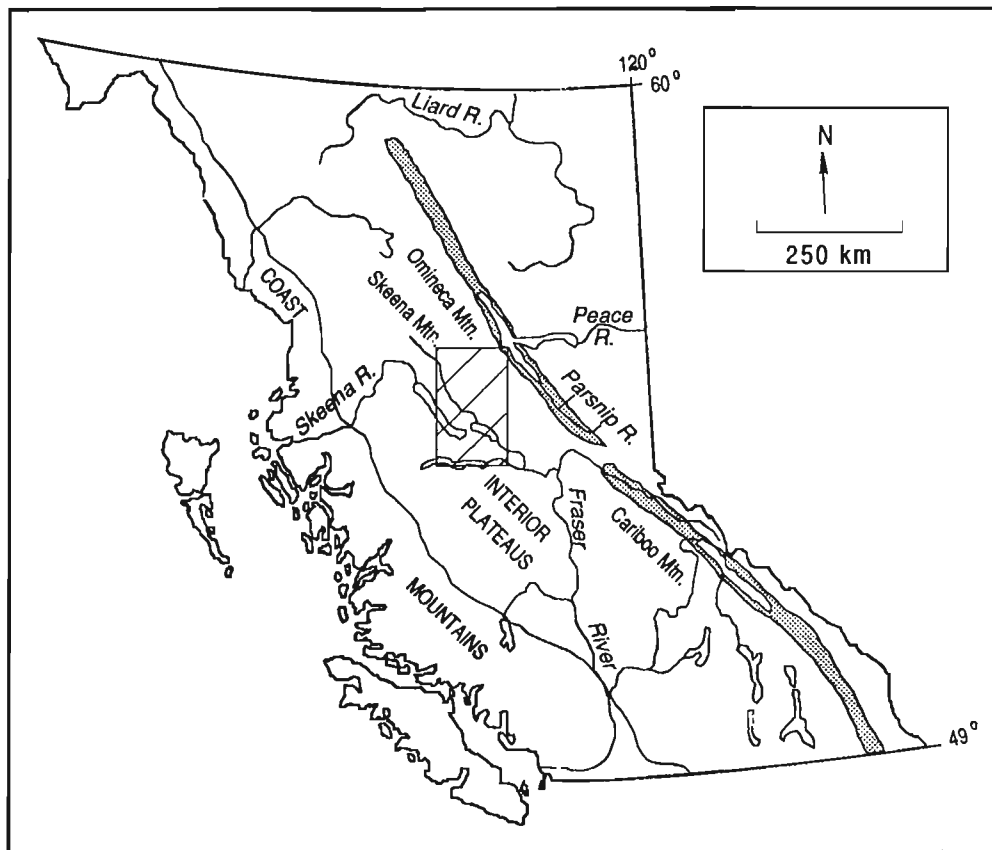 120°
60°
Liard R.
N
250 km
COAST
Omineca Mtn.
Skeena Mtn.
Peace
R.
Skeena R.
Parsnip R.
INTERIOR
PLATEAUS
Fraser
River
Cariboo Mtn.
MOUNTAINS
49°